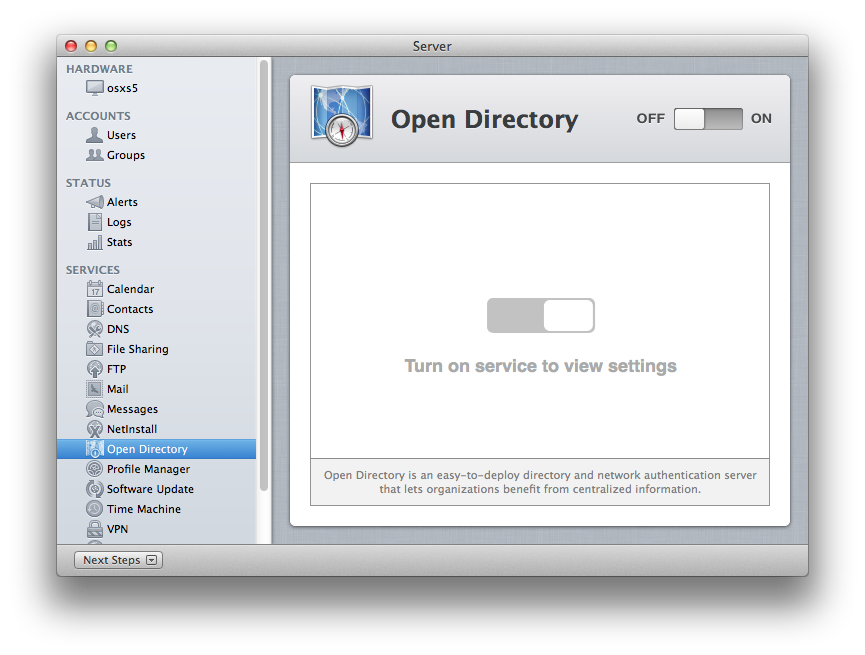 Server
HARDWARE
osxs5
ACCOUNTS
Users
Groups
STATUS
Alerts
Logs
Stats
SERVICES
17
Calendar
Contacts
DNS
File Sharing
FTP
Mail
Messages
NetInstall
Open Directory
Profile Manager
Software Update
Time Machine
VPN
Next Steps
Open Directory
OFF
ON
Turn on service to view settings
Open Directory is an easy-to-deploy directory and network authentication server
that lets organizations benefit from centralized information.